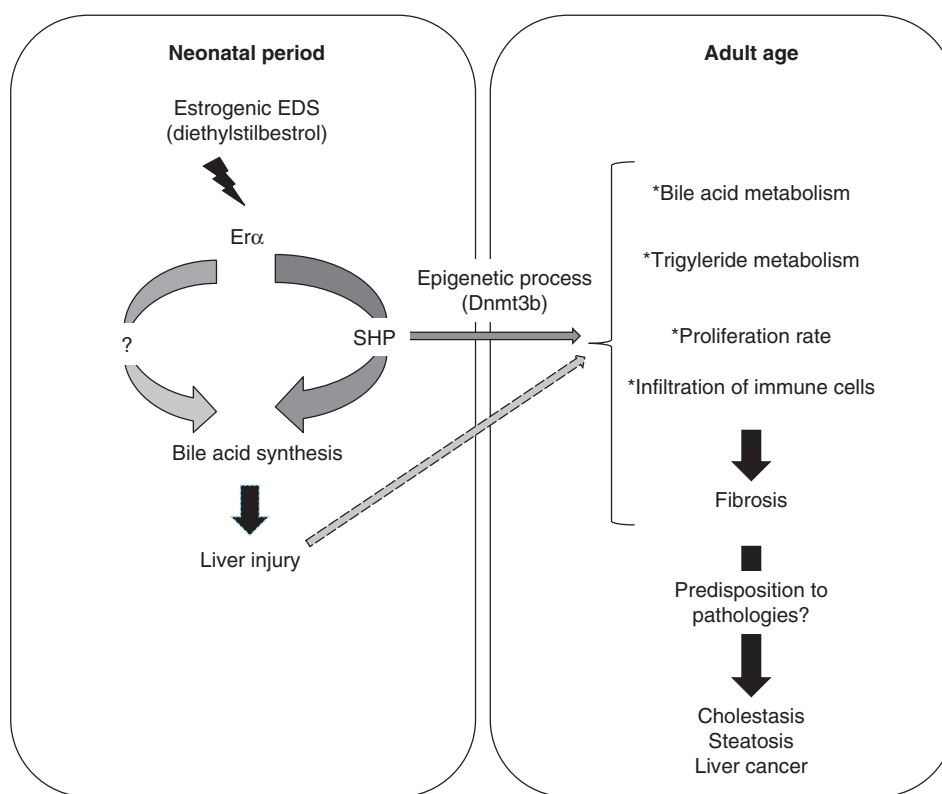 Neonatal period
Estrogenic EDS
(diethylstilbestrol)
Erα
?
SHP
Bile acid synthesis
Liver injury
Epigenetic process
(Dnmt3b)
Adult age
*Bile acid metabolism
*Trigyleride metabolism
*Proliferation rate
*Infiltration of immune cells
Fibrosis
Predisposition to
pathologies?
Cholestasis
Steatosis
Liver cancer